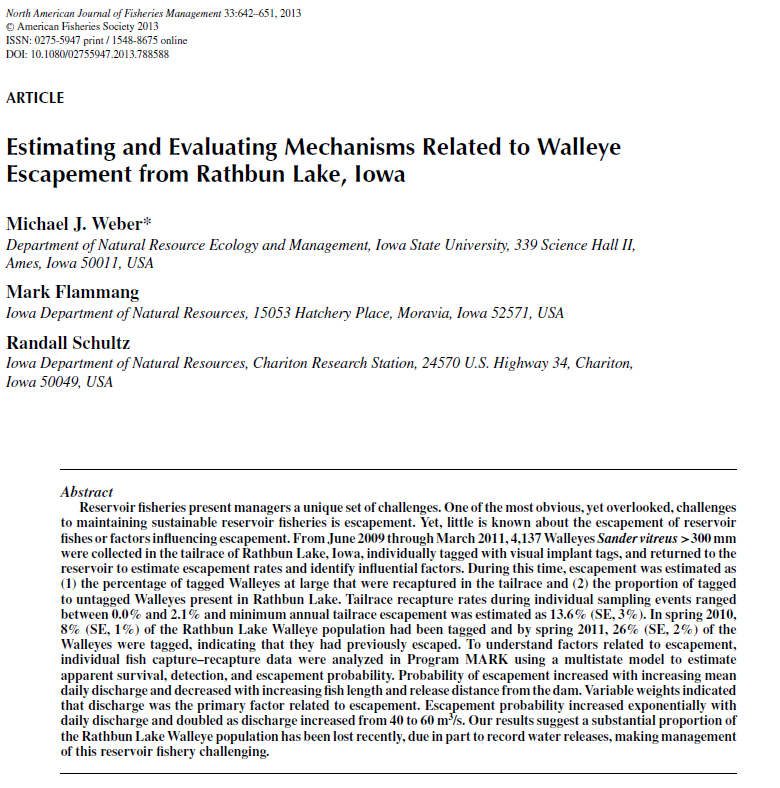 North American Journal of Fisheries Management 33:642–651, 2013
© American Fisheries Society 2013
ISSN: 0275-5947 print / 1548-8675 online
DOI: 10.1080/02755947.2013.788588
ARTICLE
Estimating and Evaluating Mechanisms Related to Walleye
Escapement from Rathbun Lake, Iowa
Michael J. Weber*
Department of Natural Resource Ecology and Management, Iowa State University, 339 Science Hall II,
Ames, Iowa 50011, USA
Mark Flammang
Iowa Department of Natural Resources, 15053 Hatchery Place, Moravia, Iowa 52571, USA
Randall Schultz
Iowa Department of Natural Resources, Chariton Research Station, 24570 U.S. Highway 34, Chariton,
Iowa 50049, USA
Abstract
Reservoir fisheries present managers a unique set of challenges. One of the most obvious, yet overlooked, challenges
to maintaining sustainable reservoir fisheries is escapement. Yet, little is known about the escapement of reservoir
fishes or factors influencing escapement. From June 2009 through March 2011, 4,137 Walleyes Sander vitreus >300 mm
were collected in the tailrace of Rathbun Lake, Iowa, individually tagged with visual implant tags, and returned to the
reservoir to estimate escapement rates and identify influential factors. During this time, escapement was estimated as
(1) the percentage of tagged Walleyes at large that were recaptured in the tailrace and (2) the proportion of tagged
to untagged Walleyes present in Rathbun Lake. Tailrace recapture rates during individual sampling events ranged
between 0.0% and 2.1% and minimum annual tailrace escapement was estimated as 13.6% (SE, 3%). In spring 2010,
8% (SE, 1%) of the Rathbun Lake Walleye population had been tagged and by spring 2011, 26% (SE, 2%) of the
Walleyes were tagged, indicating that they had previously escaped. To understand factors related to escapement,
individual fish capture–recapture data were analyzed in Program MARK using a multistate model to estimate
apparent survival, detection, and escapement probability. Probability of escapement increased with increasing mean
daily discharge and decreased with increasing fish length and release distance from the dam. Variable weights indicated
that discharge was the primary factor related to escapement. Escapement probability increased exponentially with
daily discharge and doubled as discharge increased from 40 to 60 m³/s. Our results suggest a substantial proportion of
the Rathbun Lake Walleye population has been lost recently, due in part to record water releases, making management
of this reservoir fishery challenging.